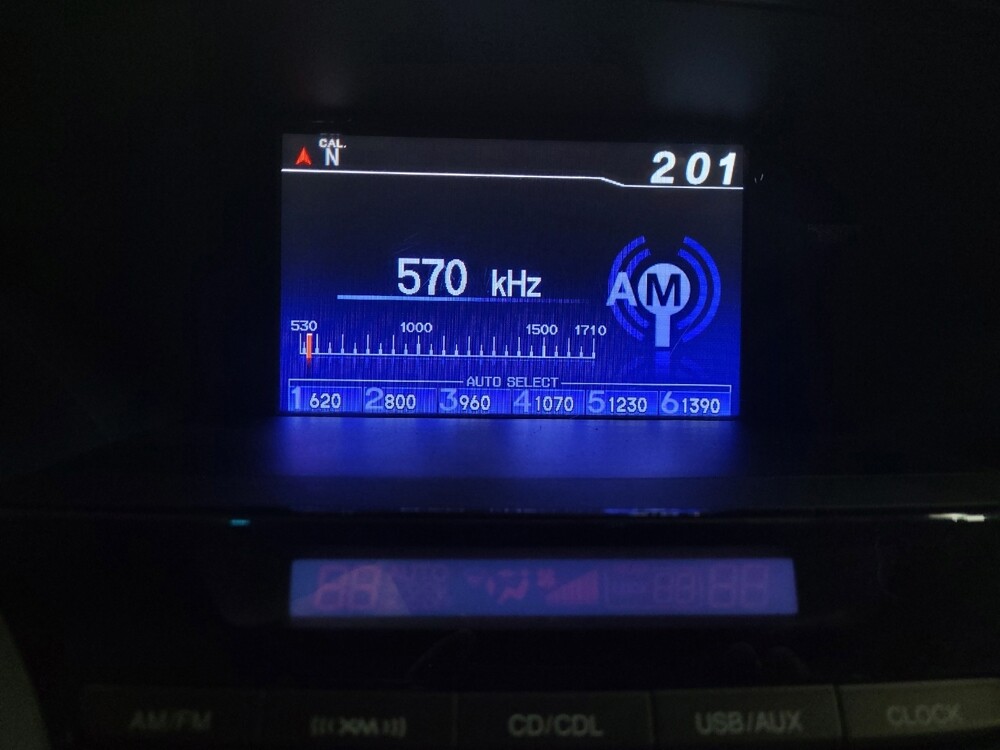 CAL.
N
201
570 kHz
AM
530 1000 1500 1710
AUTO SELECT
1 620 2 800 3 960 4 1070 5 1230 6 1390
AM/FM XM CD/CDL USB/AUX CLOCK